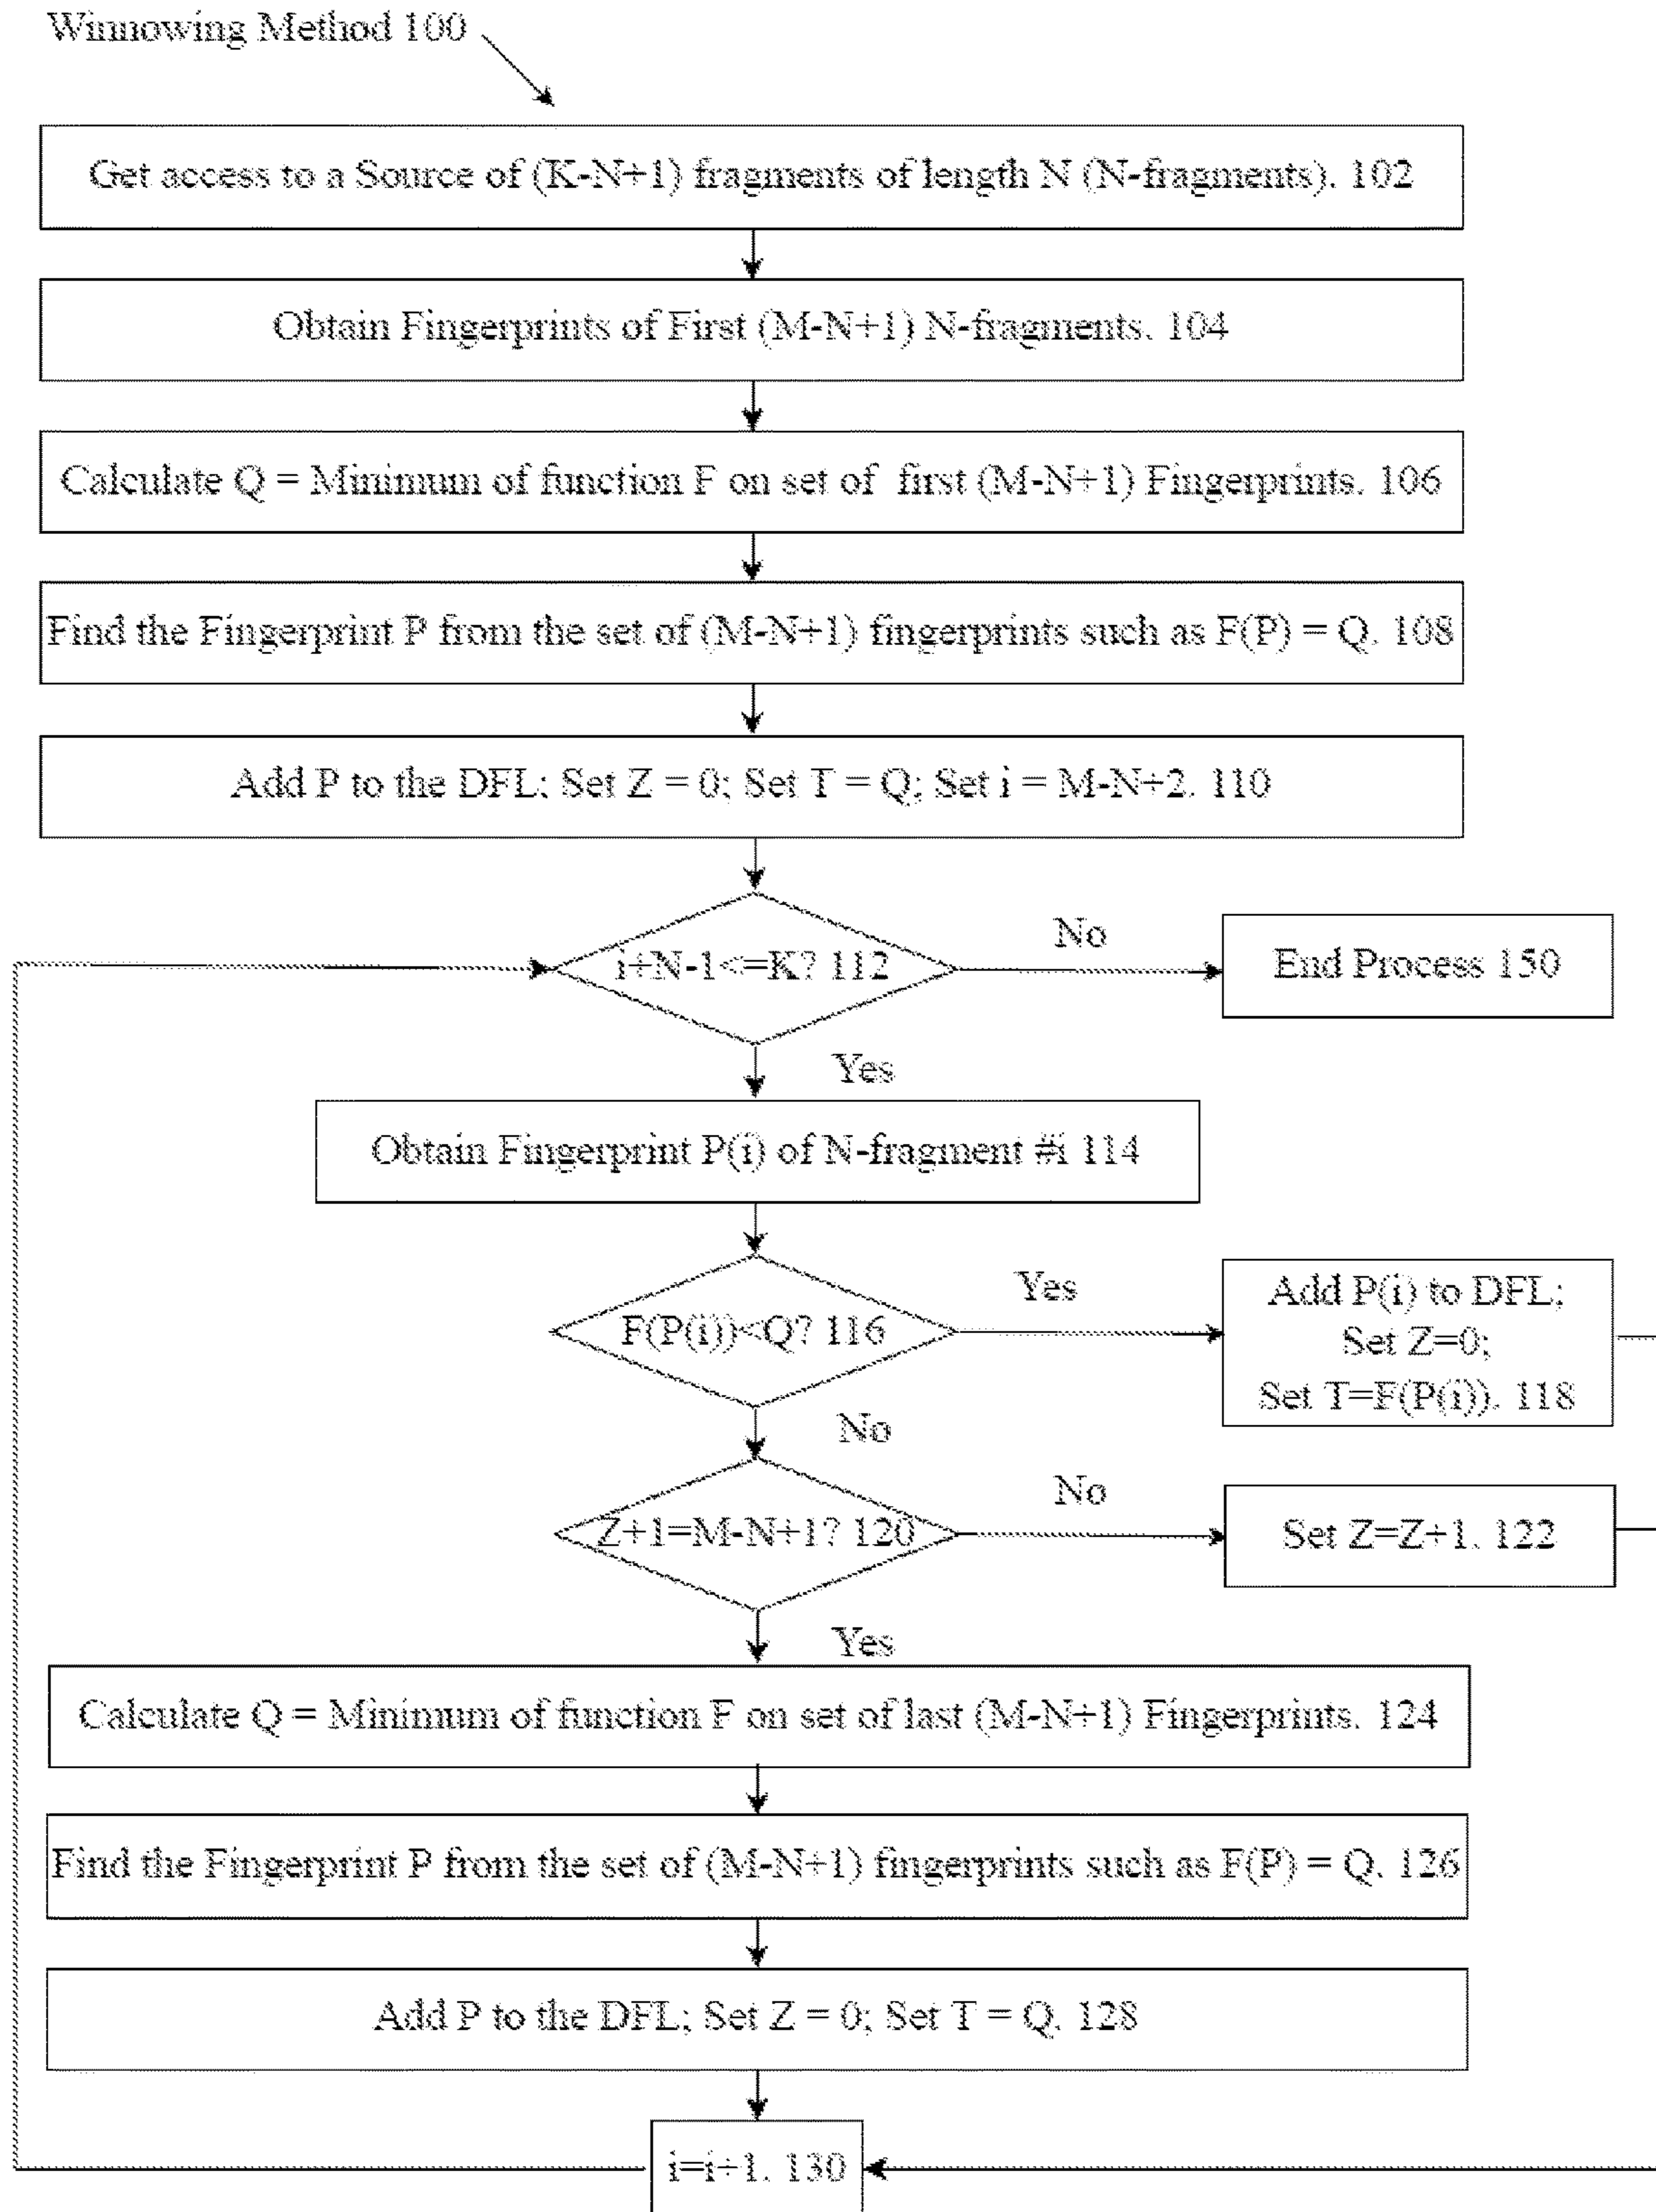 Winnowing Method 100
Get access to a Source of (K-N+1) fragments of length N (N-fragments). 102
Obtain Fingerprints of First (M-N+1) N-fragments. 104
Calculate Q = Minimum of function F on set of first (M-N+1) Fingerprints. 106
Find the Fingerprint P from the set of (M-N+1) fingerprints such as F(P) = Q. 108
Add P to the DFL; Set Z = 0; Set T = Q; Set i = M-N+2. 110
i+N-1<=K? 112
No
End Process 150
Yes
Obtain Fingerprint P(i) of N-fragment #i 114
F(P(i))<Q? 116
Yes
Add P(i) to DFL;
Set Z=0;
Set T=F(P(i)). 118
No
Z+1=M-N+1? 120
No
Set Z=Z+1. 122
Yes
Calculate Q = Minimum of function F on set of last (M-N+1) Fingerprints. 124
Find the Fingerprint P from the set of (M-N+1) fingerprints such as F(P) = Q. 126
Add P to the DFL; Set Z = 0; Set T = Q. 128
i=i+1. 130